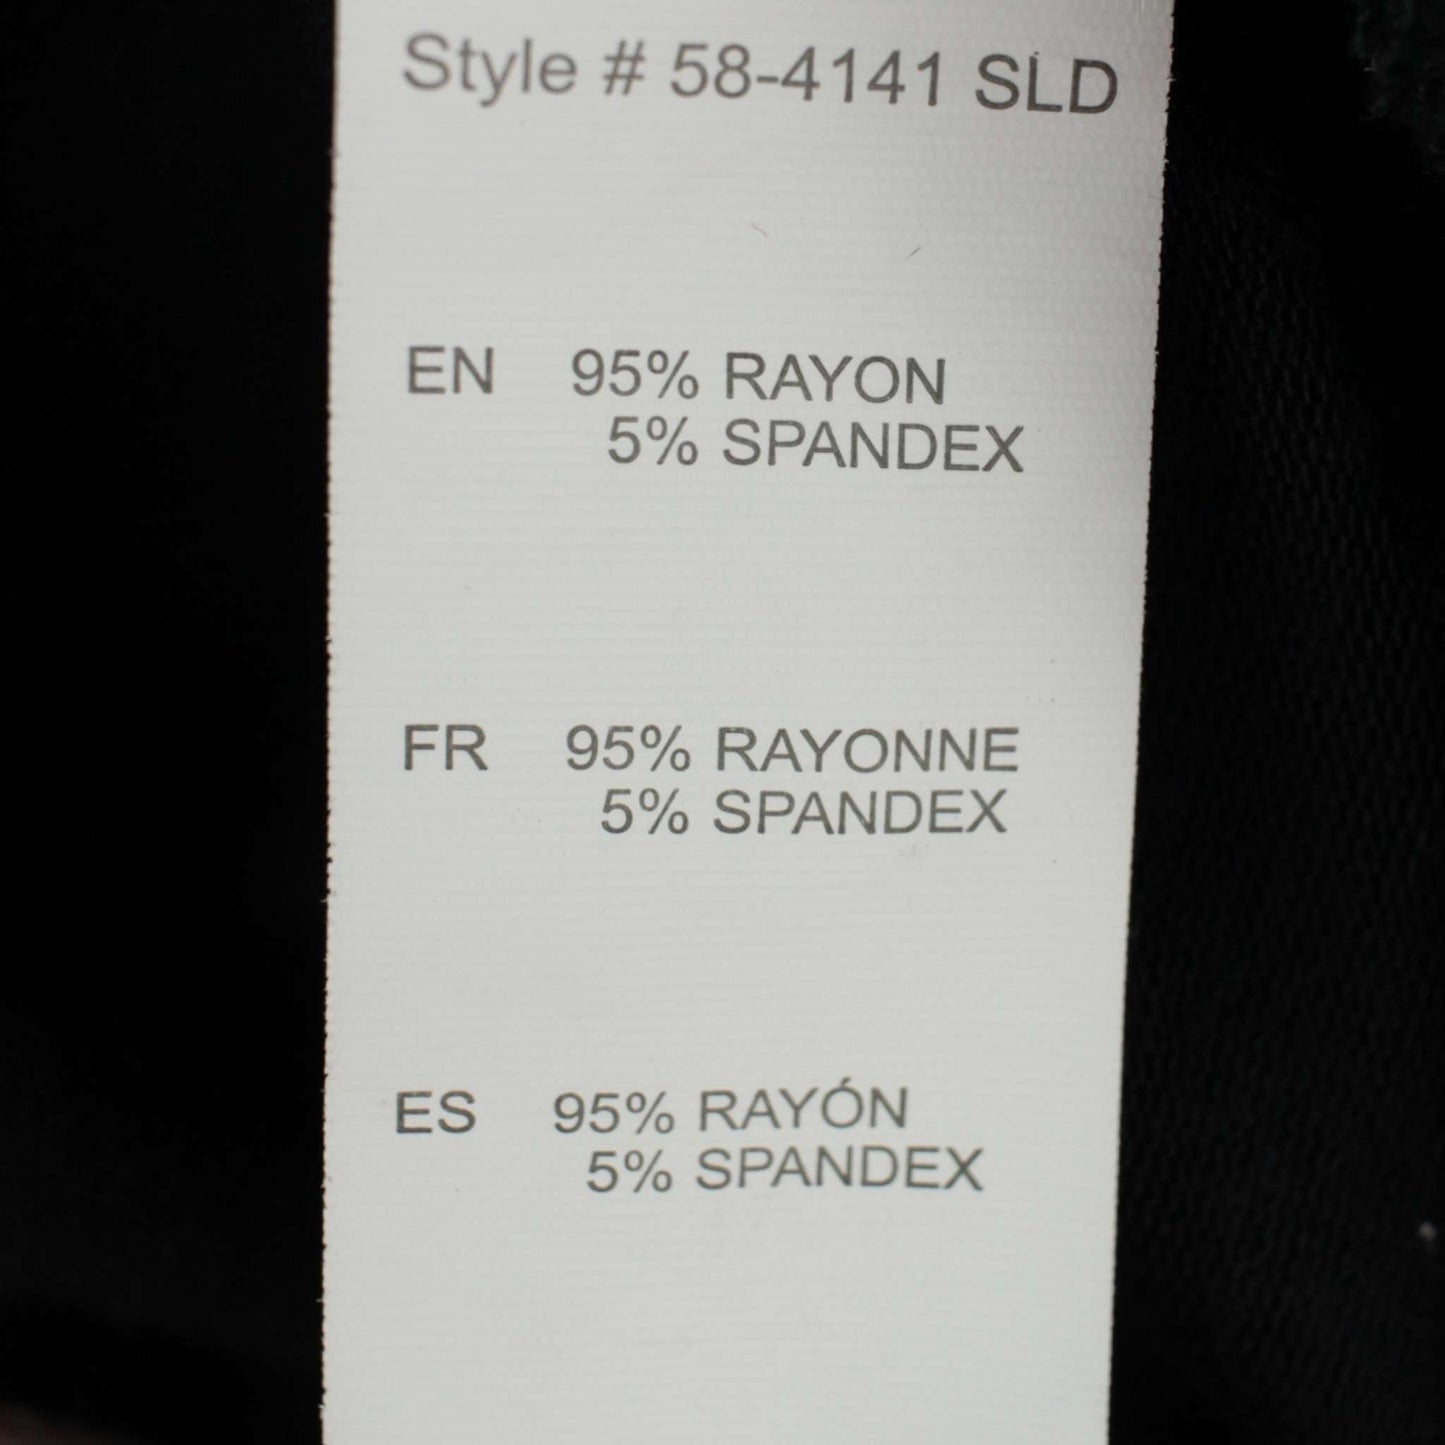 Style # 58-4141 SLD
EN 95% RAYON
5% SPANDEX
FR 95% RAYONNE
5% SPANDEX
ES 95% RAYÓN
5% SPANDEX